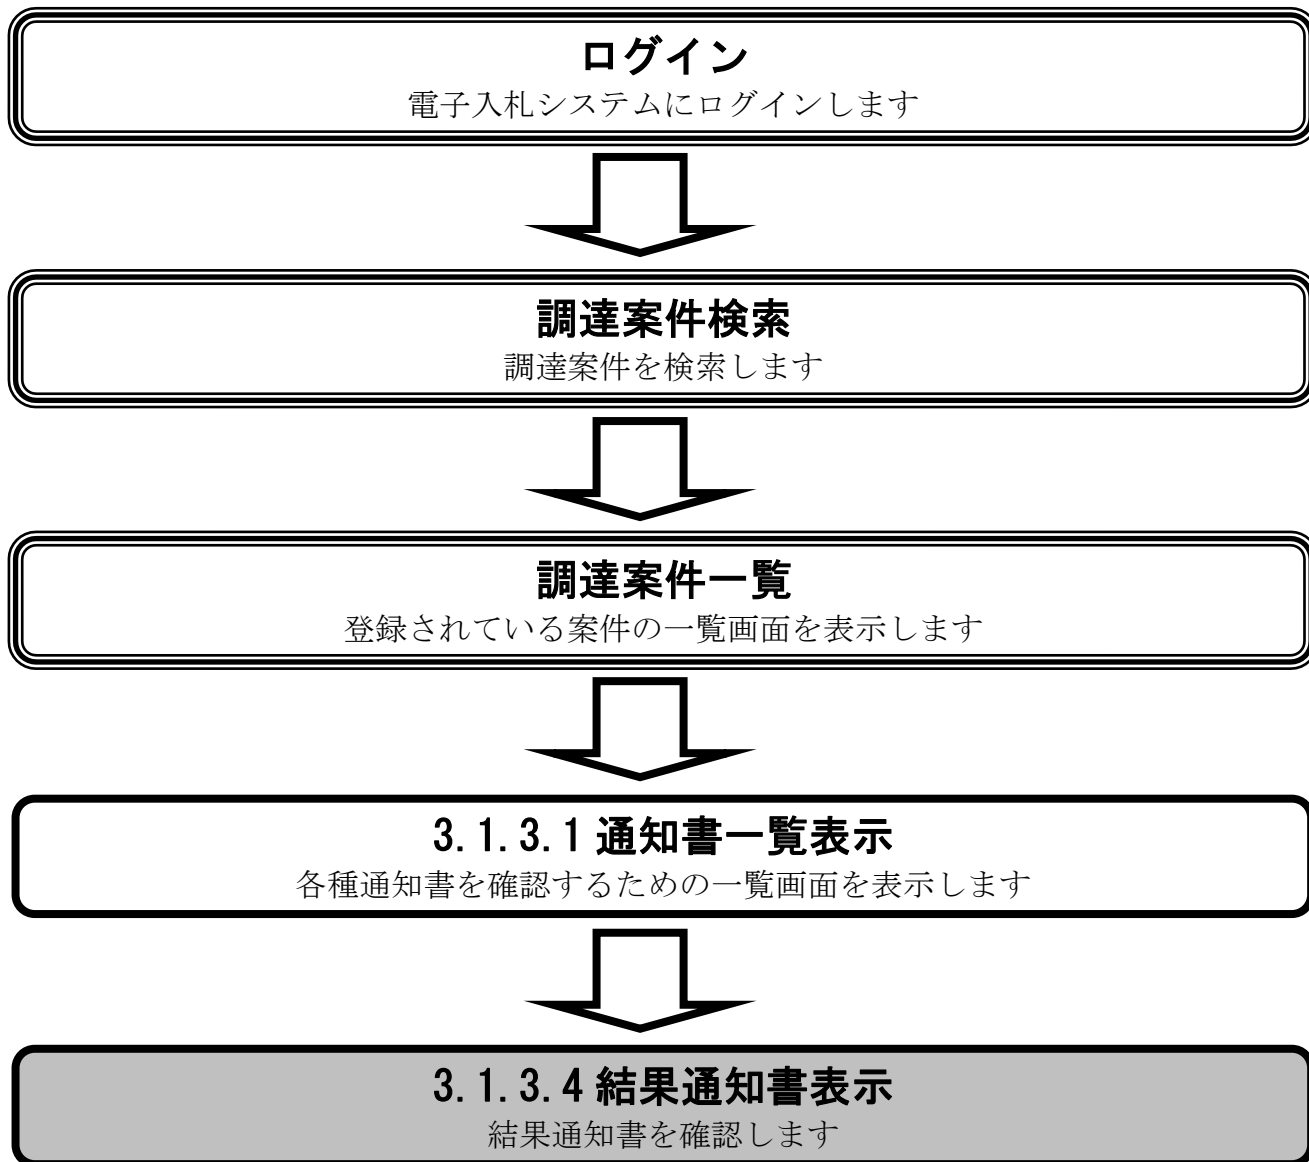 ログイン
電子入札システムにログインします
調達案件検索
調達案件を検索します
調達案件一覧
登録されている案件の一覧画面を表示します
3.1.3.1 通知書一覧表示
各種通知書を確認するための一覧画面を表示します
3.1.3.4 結果通知書表示
結果通知書を確認します